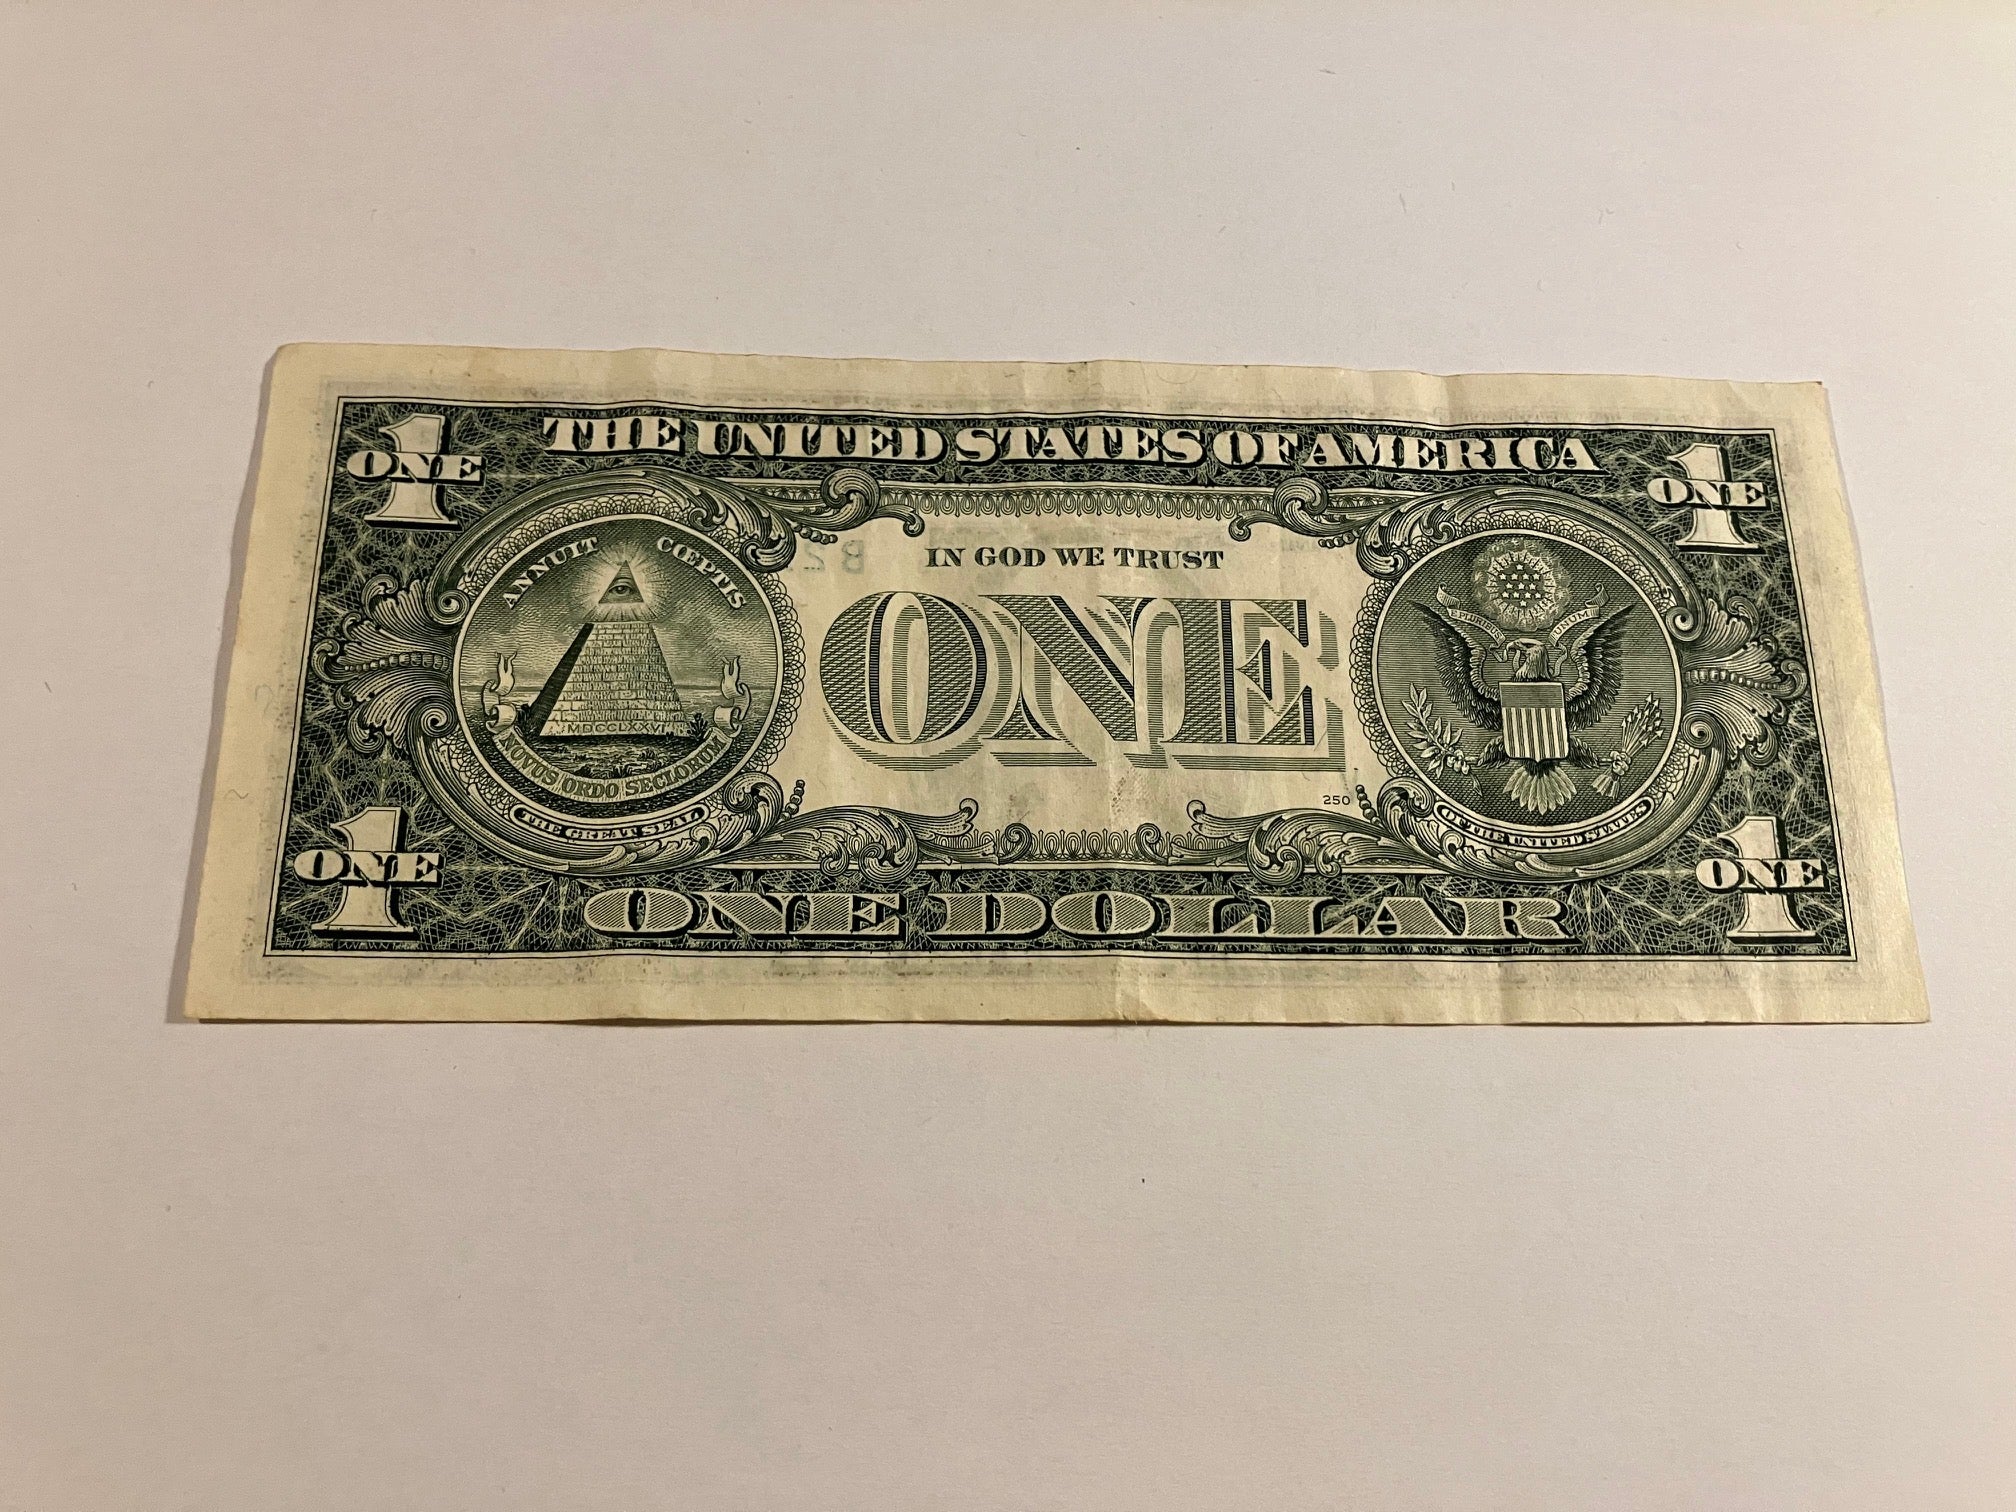 THE UNITED STATES OF AMERICA
1
ONE
1
ONE
ANNUIT CŒPTIS
IN GOD WE TRUST
ONE
E PLURIBUS UNUM
MDCCLXXVI
NOVUS ORDO SECLORUM
THE GREAT SEAL
250
OF THE UNITED STATES
1
ONE
1
ONE
ONE DOLLAR